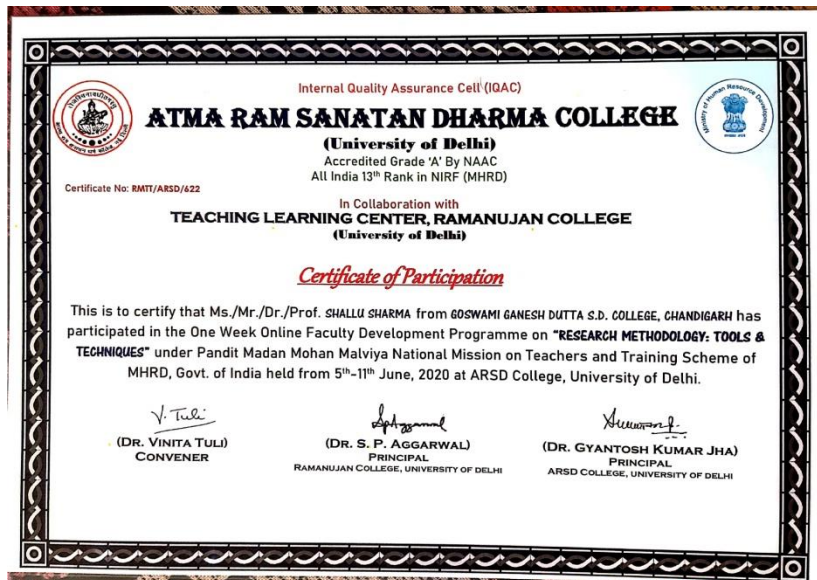 Internal Quality Assurance Cell (IQAC)
ATMA RAM SANATAN DHARMA COLLEGE
(University of Delhi)
Accredited Grade 'A' By NAAC
All India 13th Rank in NIRF (MHRD)
Ministry of Human Resource Development
Certificate No: RMTT/ARSD/622
In Collaboration with
TEACHING LEARNING CENTER, RAMANUJAN COLLEGE
(University of Delhi)
Certificate of Participation
This is to certify that Ms./Mr./Dr./Prof. SHALLU SHARMA from GOSWAMI GANESH DUTTA S.D. COLLEGE, CHANDIGARH has
participated in the One Week Online Faculty Development Programme on "RESEARCH METHODOLOGY: TOOLS &
TECHNIQUES" under Pandit Madan Mohan Malviya National Mission on Teachers and Training Scheme of
MHRD, Govt. of India held from 5th-11th June, 2020 at ARSD College, University of Delhi.
V. Tuli
(DR. VINITA TULI)
CONVENER
SpAggarwal
(DR. S. P. AGGARWAL)
PRINCIPAL
RAMANUJAN COLLEGE, UNIVERSITY OF DELHI
(DR. GYANTOSH KUMAR JHA)
PRINCIPAL
ARSD COLLEGE, UNIVERSITY OF DELHI